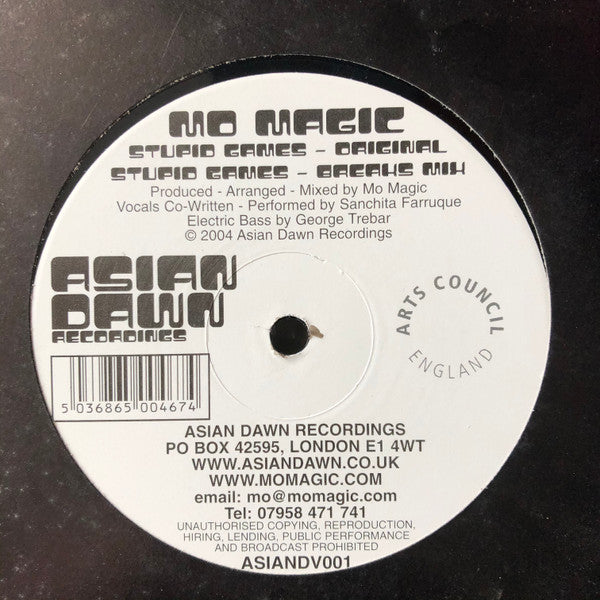 MO MAGIC
STUPID GAMES - ORIGINAL
STUPID GAMES - BREAKS MIX
Produced - Arranged - Mixed by Mo Magic
Vocals Co-Written - Performed by Sanchita Farruque
Electric Bass by George Trebar
© 2004 Asian Dawn Recordings
ASIAN
DAWN
RECORDINGS
ARTS COUNCIL
ENGLAND
5 036865 004674
ASIAN DAWN RECORDINGS
PO BOX 42595, LONDON E1 4WT
WWW.ASIANDAWN.CO.UK
WWW.MOMAGIC.COM
email: mo@momagic.com
Tel: 07958 471 741
UNAUTHORISED COPYING, REPRODUCTION,
HIRING, LENDING, PUBLIC PERFORMANCE
AND BROADCAST PROHIBITED
ASIANDV001